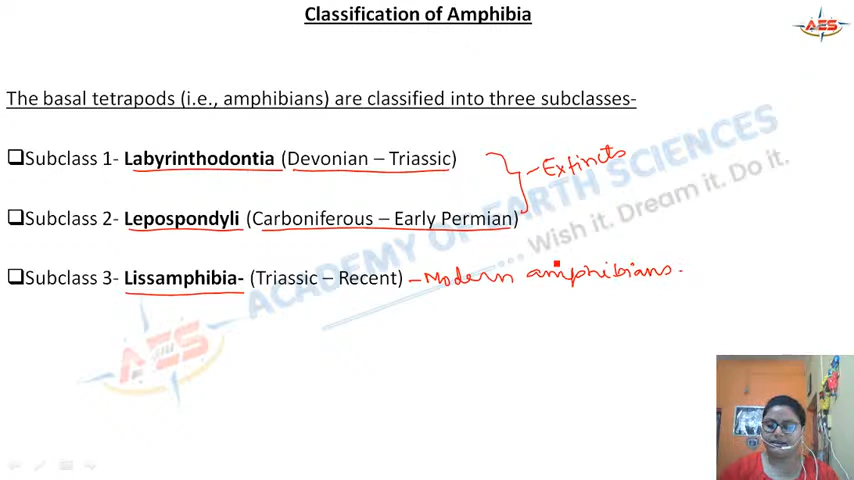 Classification of Amphibia
AES
The basal tetrapods (i.e., amphibians) are classified into three subclasses-
❑Subclass 1- Labyrinthodontia (Devonian – Triassic)
- Extincts
❑Subclass 2- Lepospondyli (Carboniferous – Early Permian)
❑Subclass 3- Lissamphibia- (Triassic – Recent) - Modern amphibians.
ACADEMY OF EARTH SCIENCES
.... Wish it. Dream it. Do it.
AES